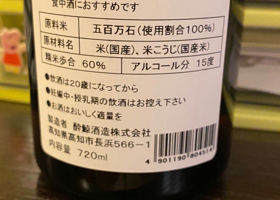 食中酒におすすめです
原料米 五百万石(使用割合100%)
原材料名 米(国産)、米こうじ(国産米)
精米歩合 60% アルコール分 15度
●飲酒は20歳になってから
●妊娠中・授乳期の飲酒はお控え下さい
●お酒はおいしく適量を
製造者 酔鯨酒造株式会社
高知県高知市長浜566-1
内容量 720ml
4 901190 804514